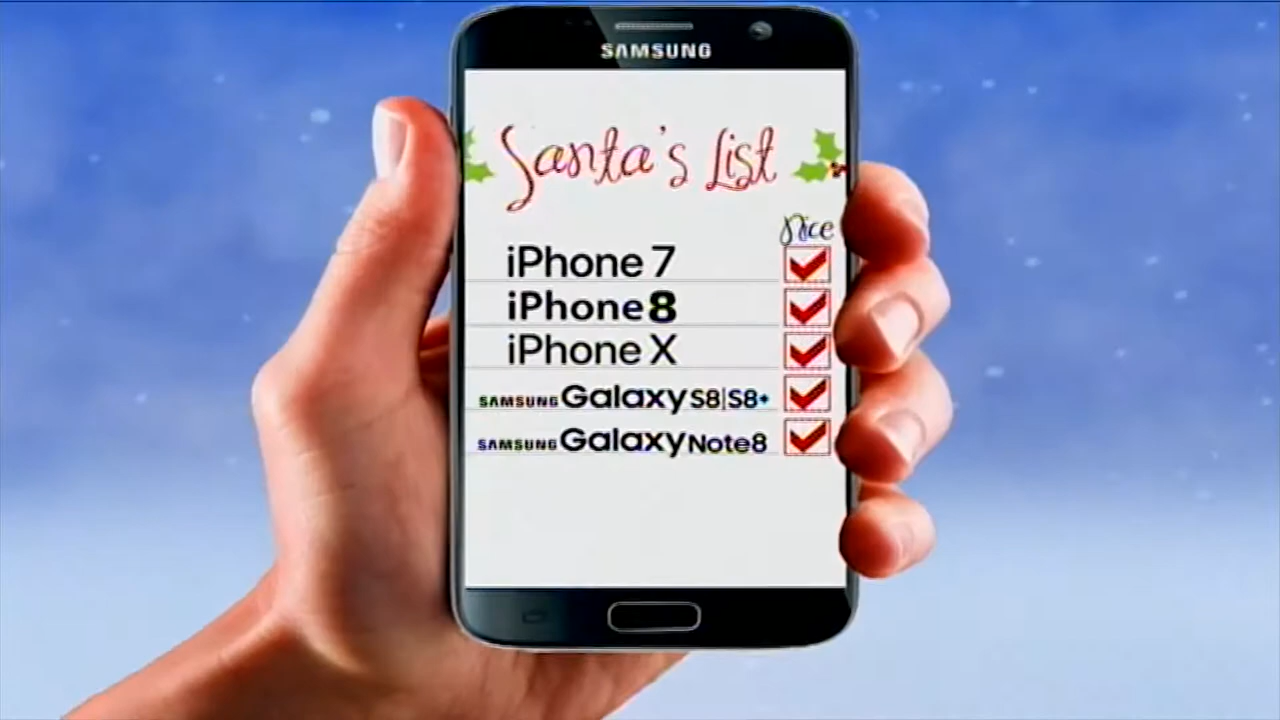 SAMSUNG
Santa's List
Nice
iPhone 7
iPhone 8
iPhone X
SAMSUNG Galaxy S8|S8+
SAMSUNG Galaxy Note8